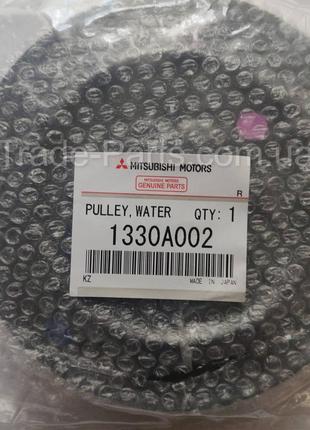 Trade-Parts.com.ua
MITSUBISHI MOTORS
MITSUBISHI MOTORS
GENUINE PARTS
R
PULLEY, WATER QTY: 1
1330A002
KZ MADE IN JAPAN